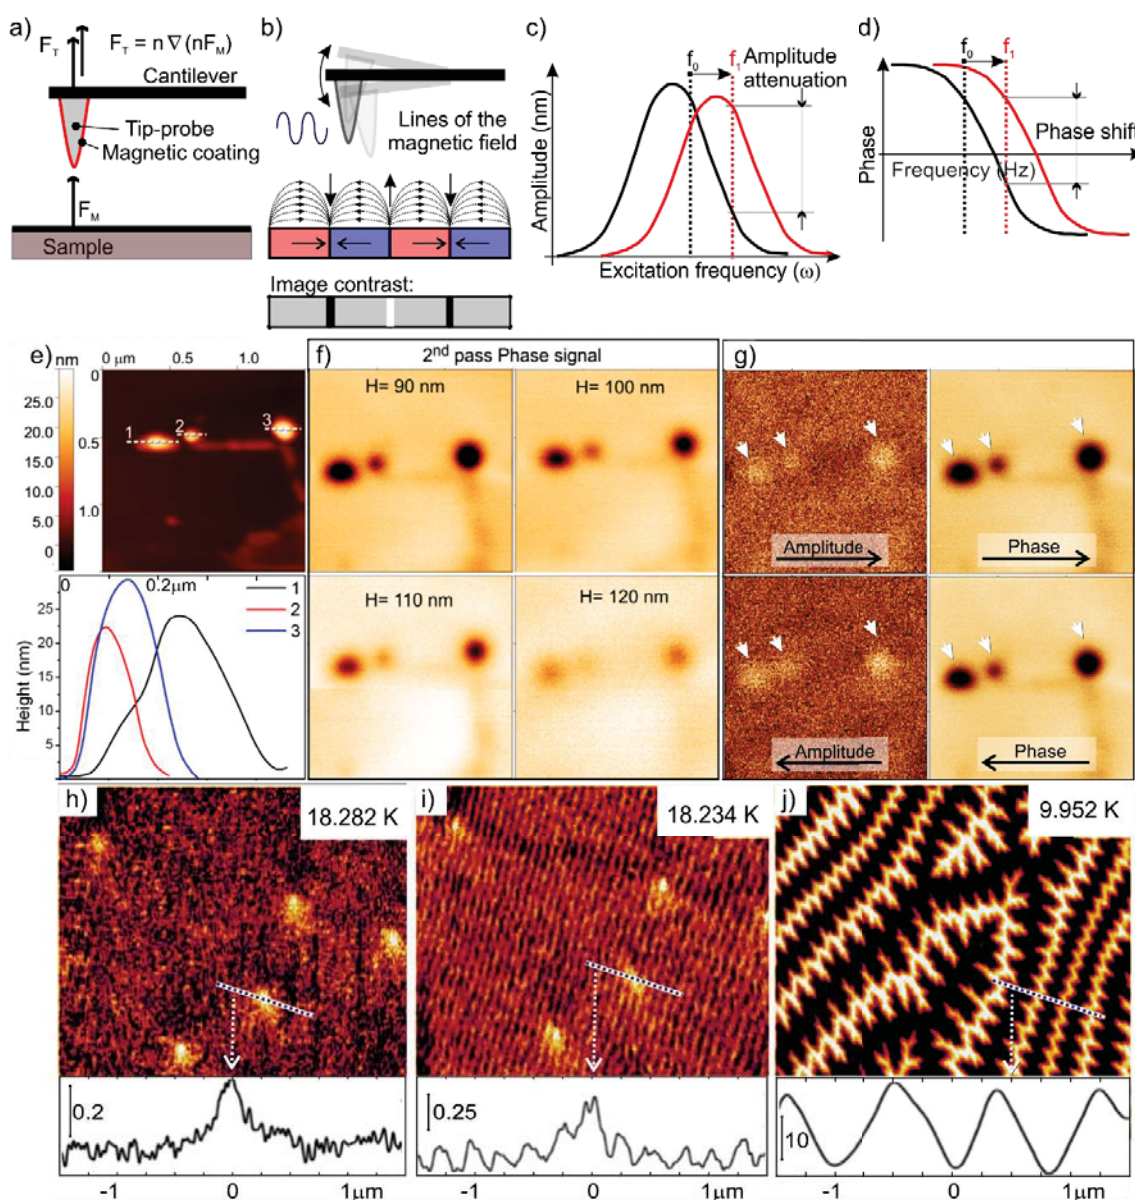 a)
F_T
F_T = n ∇ (nF_M)
Cantilever
Tip-probe
Magnetic coating
F_M
Sample
b)
Lines of the
magnetic field
Image contrast:
c)
f_0
f_1
Amplitude
attenuation
Amplitude (nm)
Excitation frequency (ω)
d)
f_0
f_1
Phase
Phase shift
Frequency (Hz)
e)
nm
0 μm 0.5 1.0
25.0
20.0
15.0
10.0
5.0
0
0
0.5
1.0
1
2
3
0
0.2μm
1
2
3
25
20
15
10
5
Height (nm)
f)
2nd pass Phase signal
H= 90 nm
H= 100 nm
H= 110 nm
H= 120 nm
g)
Amplitude
Phase
Amplitude
Phase
h)
18.282 K
0.2
-1 0 1μm
i)
18.234 K
0.25
-1 0 1μm
j)
9.952 K
10
-1 0 1μm